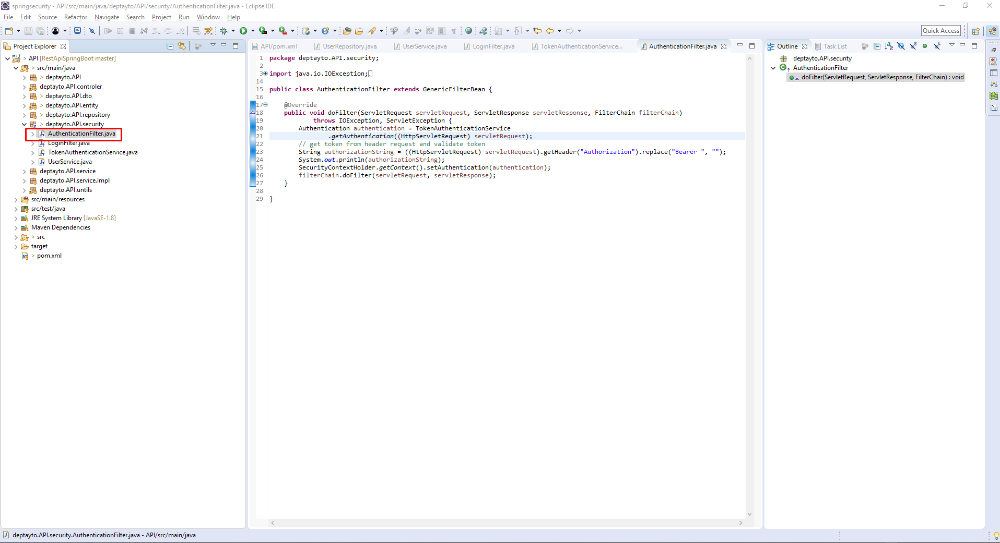 springsecurity - API/src/main/java/deptayto/API/security/AuthenticationFilter.java - Eclipse IDE
File Edit Source Refactor Navigate Search Project Run Window Help
Quick Access
Project Explorer
> API [RestApiSpringBoot master]
> src/main/java
> deptayto.API
deptayto.API.controler
> deptayto.API.dto
> deptayto.API.entity
> deptayto.API.repository
> deptayto.API.security
AuthenticationFilter.java
LoginFilter.java
TokenAuthenticationService.java
UserService.java
deptayto.API.service
deptayto.API.service.Impl
deptayto.API.untils
src/main/resources
src/test/java
JRE System Library [JavaSE-1.8]
Maven Dependencies
> src
target
> pom.xml
API/pom.xml UserRepository.java UserService.java LoginFilter.java TokenAuthenticationService... AuthenticationFilter.java
1 package deptayto.API.security;
2
3 import java.io.IOException;
14
15 public class AuthenticationFilter extends GenericFilterBean {
16
17 @Override
18 public void doFilter(ServletRequest servletRequest, ServletResponse servletResponse, FilterChain filterChain)
19 throws IOException, ServletException {
20 Authentication authentication = TokenAuthenticationService
21 .getAuthentication((HttpServletRequest) servletRequest);
22 // get token from header request and validate token
23 String authorizationString = ((HttpServletRequest) servletRequest).getHeader("Authorization").replace("Bearer ", "");
24 System.out.println(authorizationString);
25 SecurityContextHolder.getContext().setAuthentication(authentication);
26 filterChain.doFilter(servletRequest, servletResponse);
27 }
28
29 }
Outline Task List
deptayto.API.security
AuthenticationFilter
doFilter(ServletRequest, ServletResponse, FilterChain) : void
deptayto.API.security.AuthenticationFilter.java - API/src/main/java